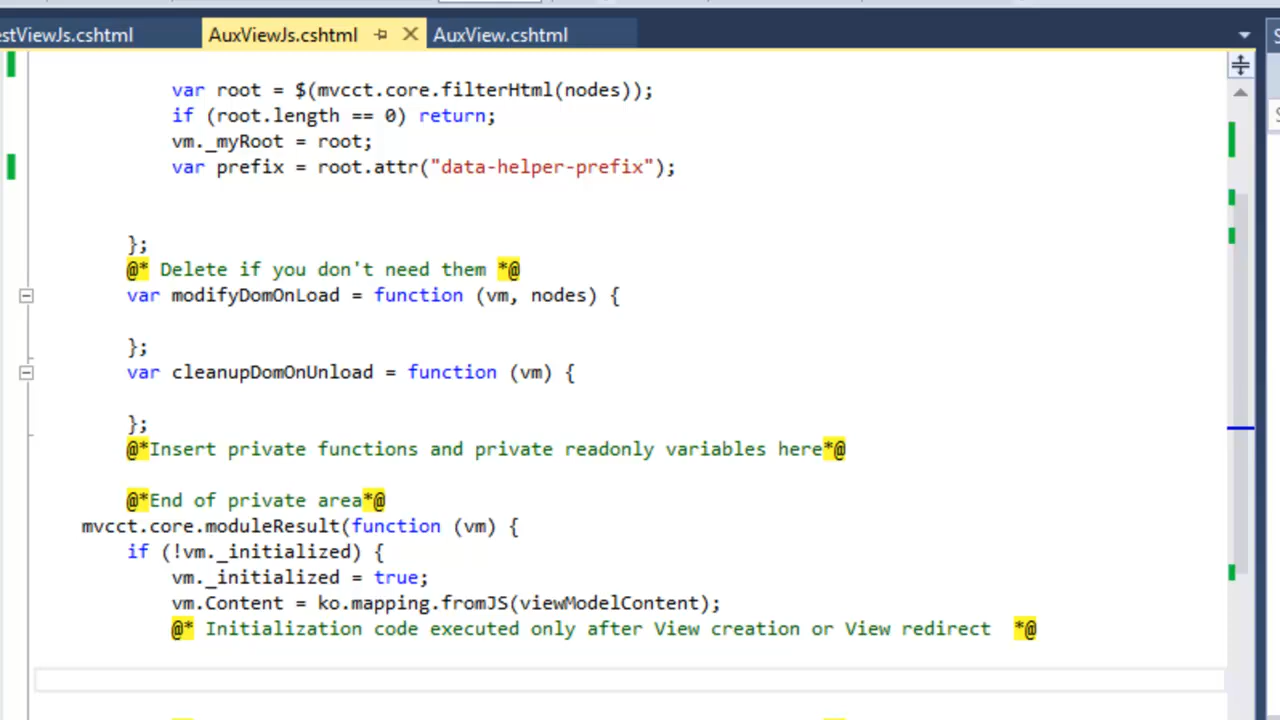 estViewJs.cshtml AuxViewJs.cshtml AuxView.cshtml
var root = $(mvcct.core.filterHtml(nodes));
if (root.length == 0) return;
vm._myRoot = root;
var prefix = root.attr("data-helper-prefix");
};
@* Delete if you don't need them *@
var modifyDomOnLoad = function (vm, nodes) {
};
var cleanupDomOnUnload = function (vm) {
};
@*Insert private functions and private readonly variables here*@
@*End of private area*@
mvcct.core.moduleResult(function (vm) {
if (!vm._initialized) {
vm._initialized = true;
vm.Content = ko.mapping.fromJS(viewModelContent);
@* Initialization code executed only after View creation or View redirect *@